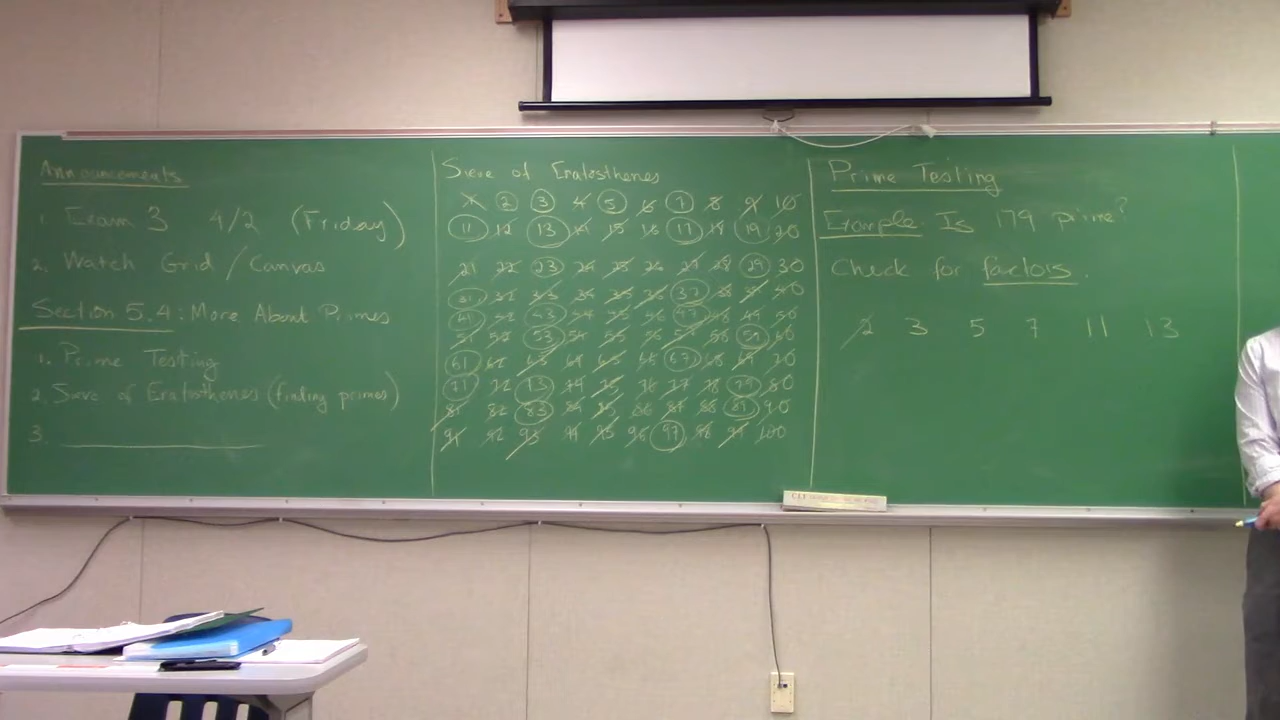 Announcements
1. Exam 3 4/2 (Friday)
2. Watch Grid / Canvas
Section 5.4: More About Primes
1. Prime Testing
2. Sieve of Eratosthenes (finding primes)
3.
Sieve of Eratosthenes
1 2 3 4 5 6 7 8 9 10
11 12 13 14 15 16 17 18 19 20
21 22 23 24 25 26 27 28 29 30
31 32 33 34 35 36 37 38 39 40
41 42 43 44 45 46 47 48 49 50
51 52 53 54 55 56 57 58 59 60
61 62 63 64 65 66 67 68 69 70
71 72 73 74 75 76 77 78 79 80
81 82 83 84 85 86 87 88 89 90
91 92 93 94 95 96 97 98 99 100
Prime Testing
Example: Is 179 prime?
Check for factors.
2 3 5 7 11 13